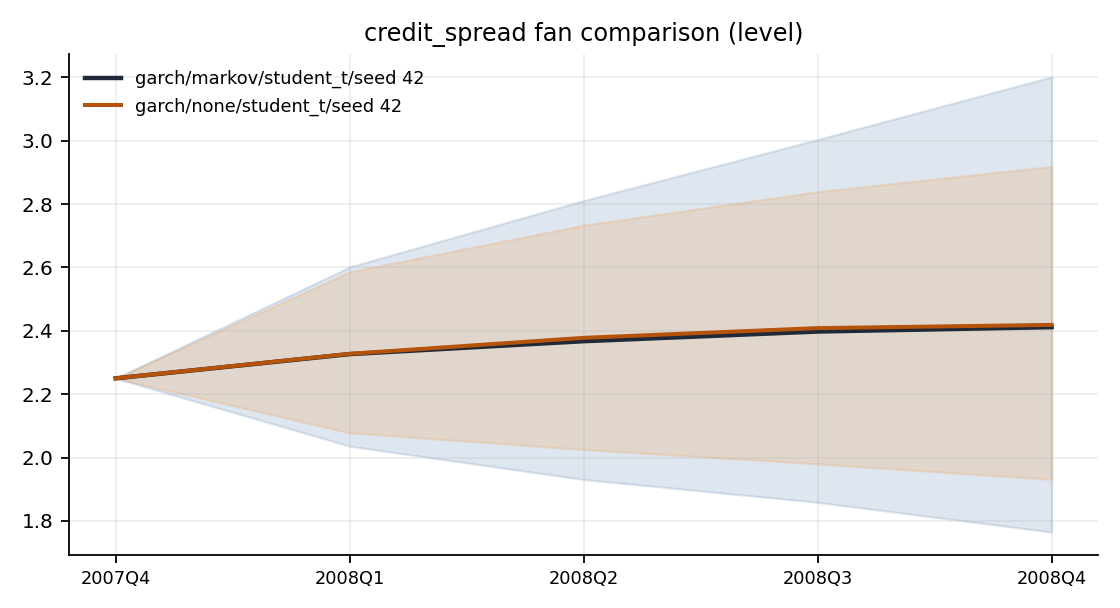 credit_spread fan comparison (level)
garch/markov/student_t/seed 42
garch/none/student_t/seed 42
3.2
3.0
2.8
2.6
2.4
2.2
2.0
1.8
2007Q4 2008Q1 2008Q2 2008Q3 2008Q4